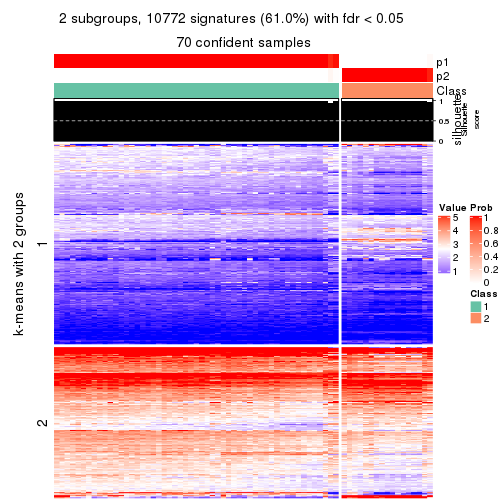 2 subgroups, 10772 signatures (61.0%) with fdr < 0.05
70 confident samples
p1
p2
Class
silhouette
Silhouette
score
1
0.5
0
k-means with 2 groups
1
2
Value
5
4
3
2
1
Prob
1
0.8
0.6
0.4
0.2
0
Class
1
2